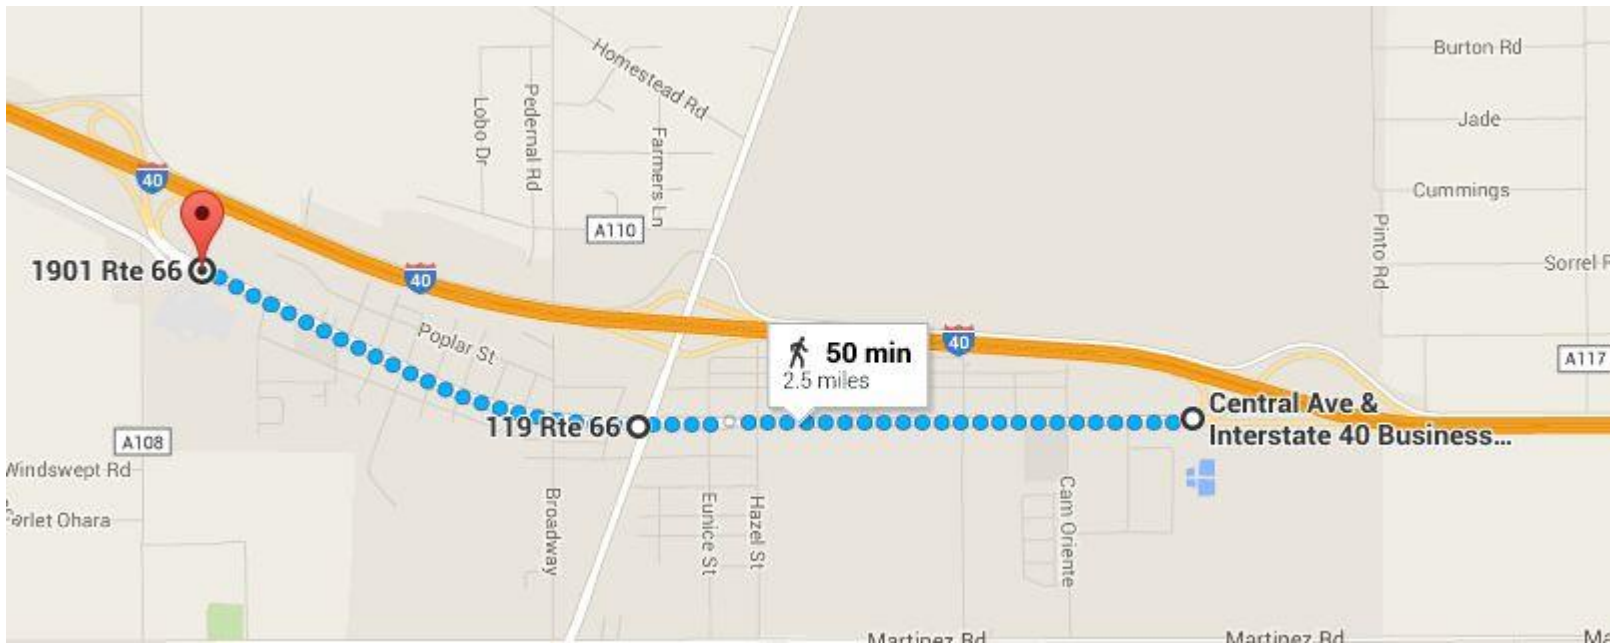 Burton Rd
Homestead Rd
Lobo Dr
Pedernal Rd
Farmers Ln
Jade
40
Cummings
A110
Pinto Rd
1901 Rte 66
40
Sorrel
Poplar St
40
50 min
2.5 miles
A117
Central Ave &
Interstate 40 Business...
119 Rte 66
A108
Windswept Rd
Ohara
Broadway
Eunice St
Hazel St
Cam Oriente
Martinez Rd
Martinez Rd